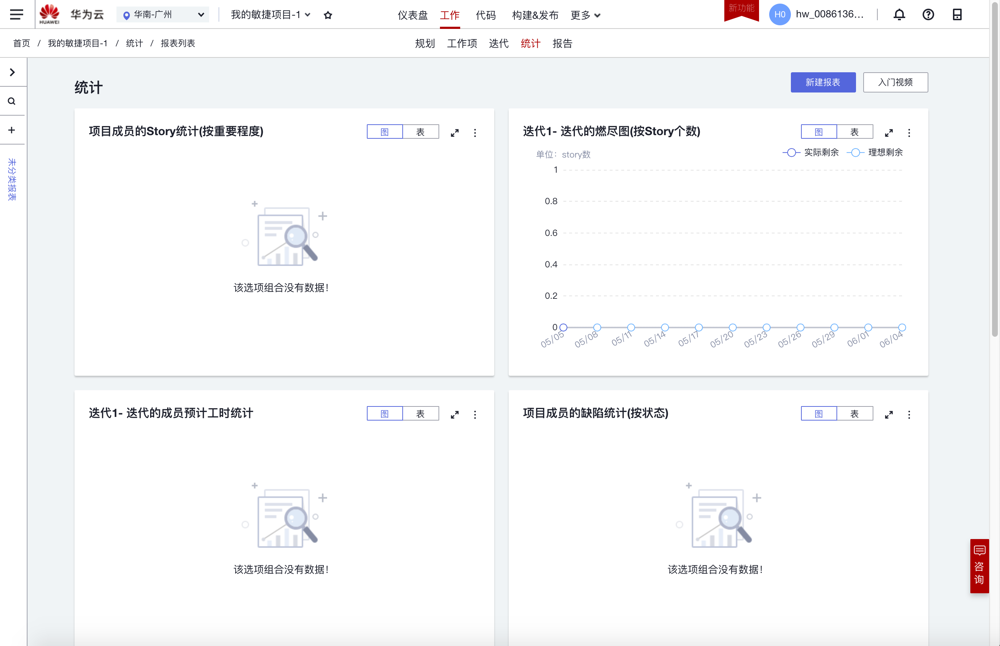 HUAWEI 华为云 华南-广州 我的敏捷项目-1 仪表盘 工作 代码 构建&发布 更多 新功能 H0 hw_0086136...
首页 / 我的敏捷项目-1 / 统计 / 报表列表 规划 工作项 迭代 统计 报告
未分类报表
统计 新建报表 入门视频
项目成员的Story统计(按重要程度) 图 表
该选项组合没有数据!
迭代1- 迭代的燃尽图(按Story个数) 图 表
单位: story数 实际剩余 理想剩余
1
0.8
0.6
0.4
0.2
0
05/05 05/08 05/11 05/14 05/17 05/20 05/23 05/26 05/29 06/01 06/04
迭代1- 迭代的成员预计工时统计 图 表
该选项组合没有数据!
项目成员的缺陷统计(按状态) 图 表
该选项组合没有数据!
咨询